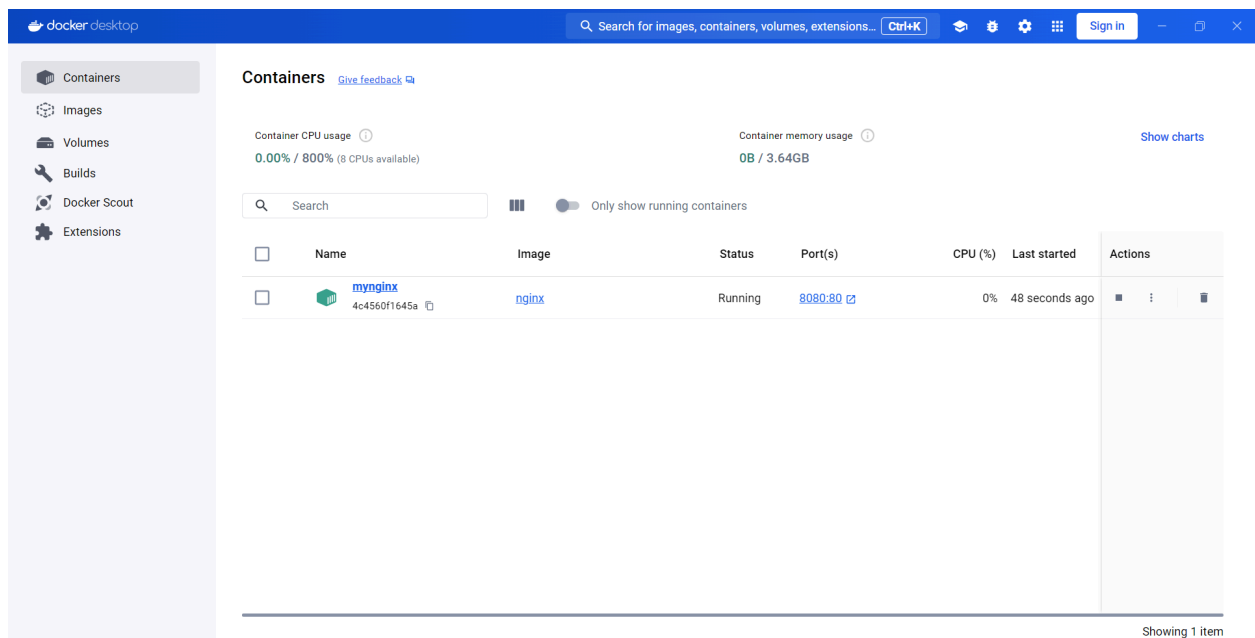 docker desktop
Search for images, containers, volumes, extensions... Ctrl+K
Sign in
Containers
Images
Volumes
Builds
Docker Scout
Extensions
Containers Give feedback
Container CPU usage
0.00% / 800% (8 CPUs available)
Container memory usage
0B / 3.64GB
Show charts
Search
Only show running containers
Name Image Status Port(s) CPU (%) Last started Actions
mynginx
4c4560f1645a
nginx Running 8080:80 0% 48 seconds ago
Showing 1 item